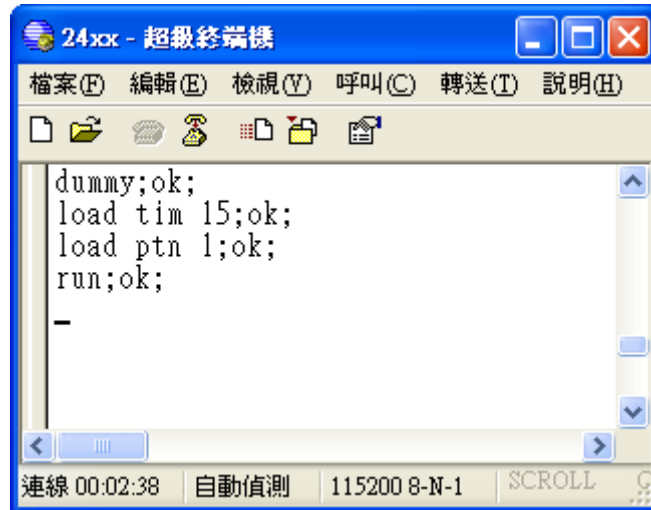 24xx - 超級終端機
檔案(F) 編輯(E) 檢視(V) 呼叫(C) 轉送(T) 說明(H)
dummy;ok;
load tim 15;ok;
load ptn 1;ok;
run;ok;
連線 00:02:38 自動偵測 115200 8-N-1 SCROLL